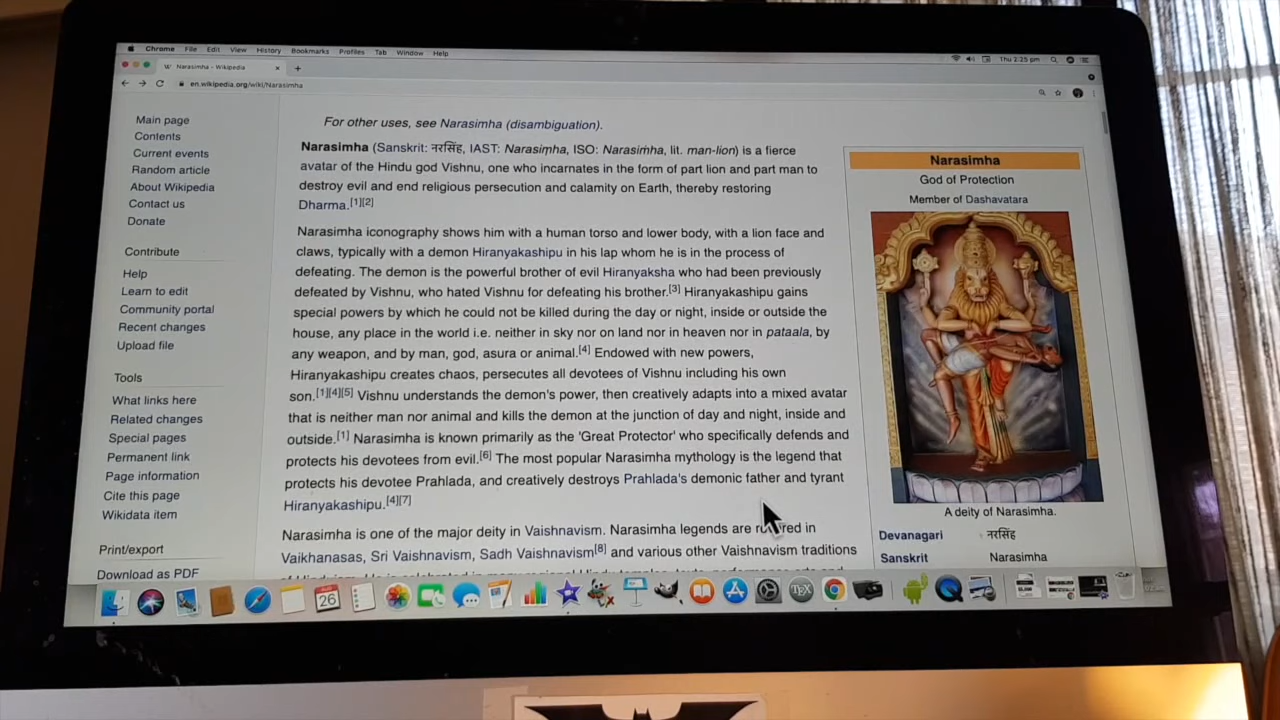 Chrome File Edit View History Bookmarks Profiles Tab Window Help
Thu 2:25 pm
Narasimha - Wikipedia
en.wikipedia.org/wiki/Narasimha
Main page
Contents
Current events
Random article
About Wikipedia
Contact us
Donate
Contribute
Help
Learn to edit
Community portal
Recent changes
Upload file
Tools
What links here
Related changes
Special pages
Permanent link
Page information
Cite this page
Wikidata item
Print/export
Download as PDF
For other uses, see Narasimha (disambiguation).
Narasimha (Sanskrit: नरसिंह, IAST: Narasiṃha, ISO: Narasiṁha, lit. man-lion) is a fierce
avatar of the Hindu god Vishnu, one who incarnates in the form of part lion and part man to
destroy evil and end religious persecution and calamity on Earth, thereby restoring
Dharma.[1][2]
Narasimha iconography shows him with a human torso and lower body, with a lion face and
claws, typically with a demon Hiranyakashipu in his lap whom he is in the process of
defeating. The demon is the powerful brother of evil Hiranyaksha who had been previously
defeated by Vishnu, who hated Vishnu for defeating his brother.[3] Hiranyakashipu gains
special powers by which he could not be killed during the day or night, inside or outside the
house, any place in the world i.e. neither in sky nor on land nor in heaven nor in pataala, by
any weapon, and by man, god, asura or animal.[4] Endowed with new powers,
Hiranyakashipu creates chaos, persecutes all devotees of Vishnu including his own
son.[1][4][5] Vishnu understands the demon's power, then creatively adapts into a mixed avatar
that is neither man nor animal and kills the demon at the junction of day and night, inside and
outside.[1] Narasimha is known primarily as the 'Great Protector' who specifically defends and
protects his devotees from evil.[6] The most popular Narasimha mythology is the legend that
protects his devotee Prahlada, and creatively destroys Prahlada's demonic father and tyrant
Hiranyakashipu.[4][7]
Narasimha is one of the major deity in Vaishnavism. Narasimha legends are in
Vaikhanasas, Sri Vaishnavism, Sadh Vaishnavism[8] and various other Vaishnavism traditions
Narasimha
God of Protection
Member of Dashavatara
A deity of Narasimha.
Devanagari नरसिंह
Sanskrit Narasimha
26
TEX